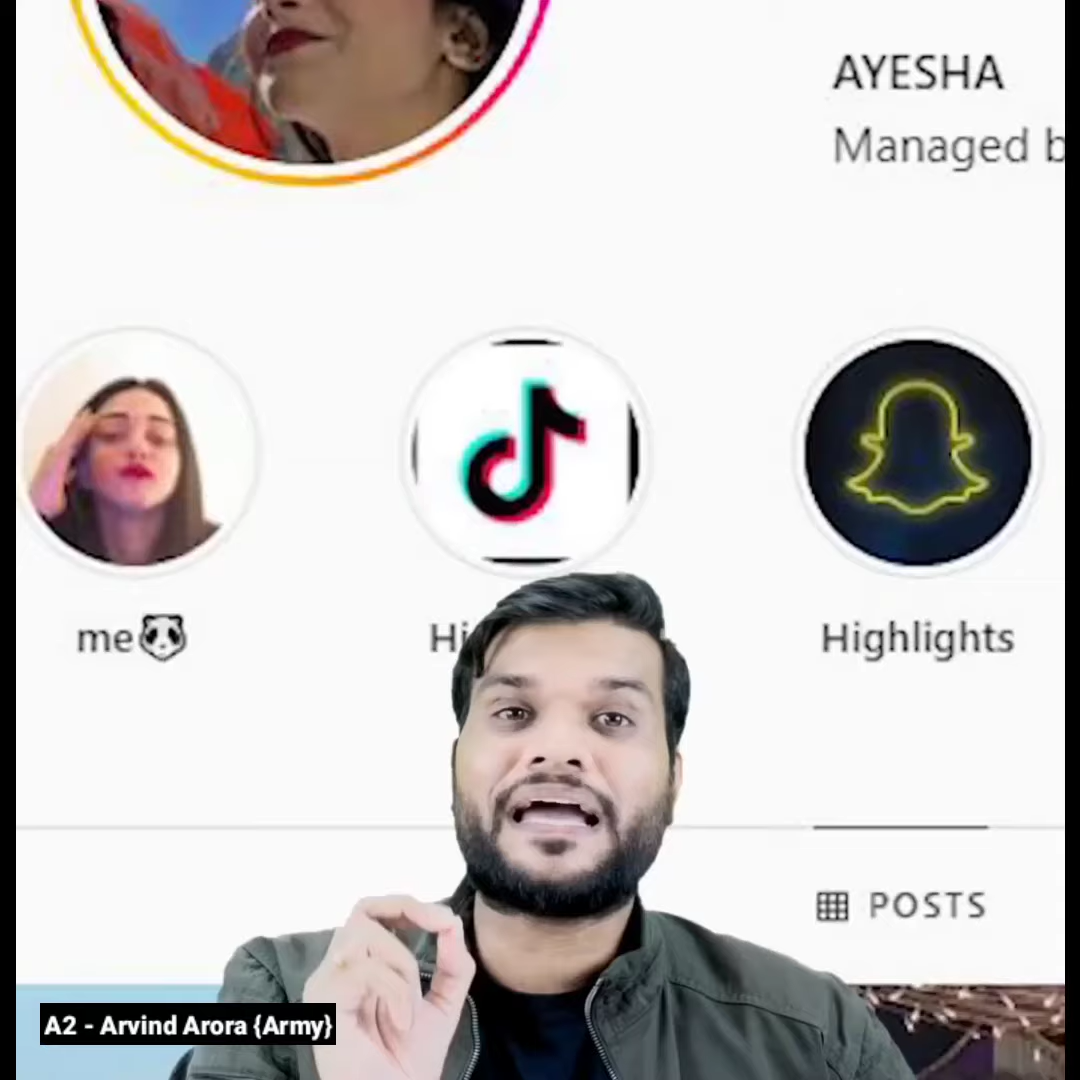 AYESHA
Managed b
me
Hi
Highlights
POSTS
A2 - Arvind Arora {Army}